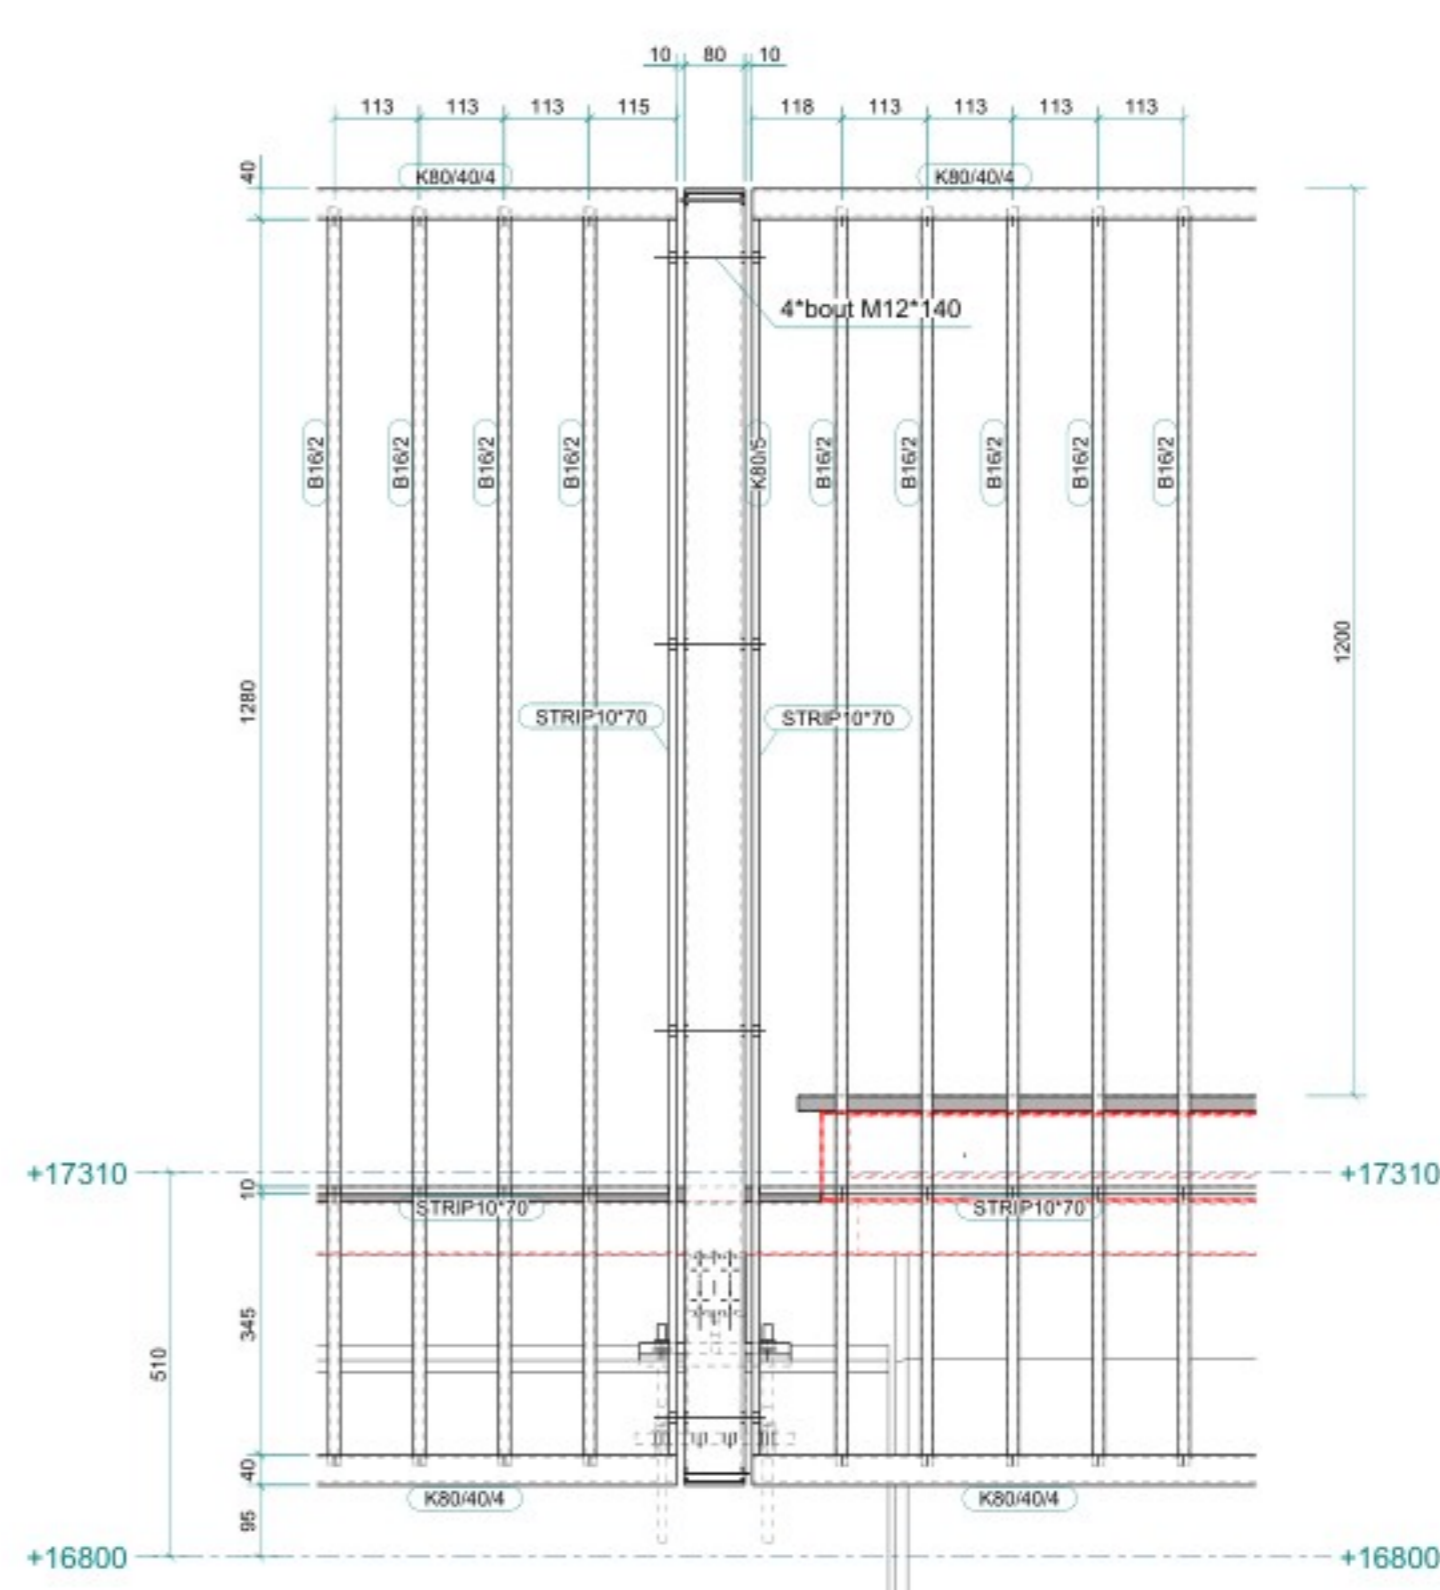 10 80 10
113 113 113 115 118 113 113 113 113
40
K80/40/4 K80/40/4
4*bout M12*140
B16/2 B16/2 B16/2 B16/2 K80/5 B16/2 B16/2 B16/2 B16/2 B16/2
1200
1280
STRIP10*70 STRIP10*70
+17310 +17310
10
STRIP10*70 STRIP10*70
345
510
40
K80/40/4 K80/40/4
95
+16800 +16800